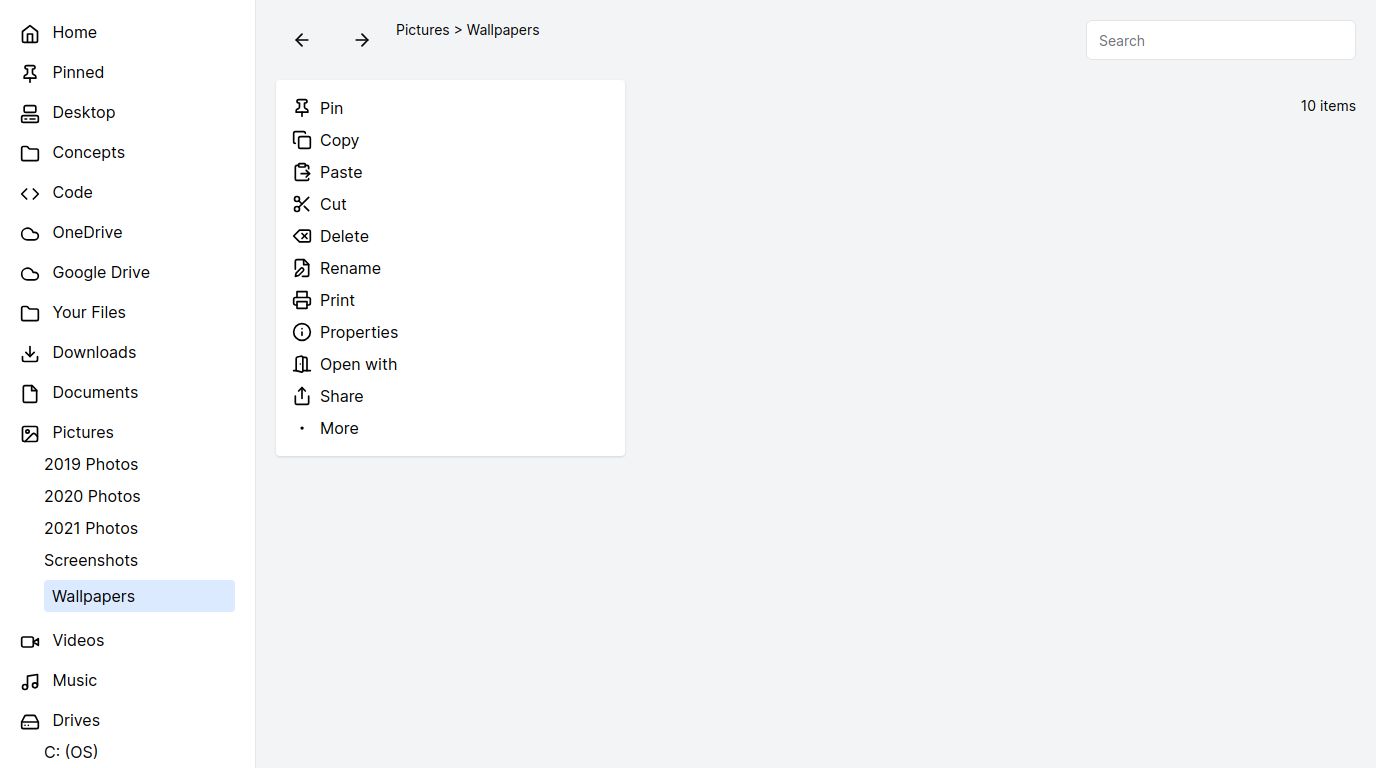 Home
Pinned
Desktop
Concepts
Code
OneDrive
Google Drive
Your Files
Downloads
Documents
Pictures
2019 Photos
2020 Photos
2021 Photos
Screenshots
Wallpapers
Videos
Music
Drives
C: (OS)
Pictures > Wallpapers
Search
Pin
Copy
Paste
Cut
Delete
Rename
Print
Properties
Open with
Share
More
10 items